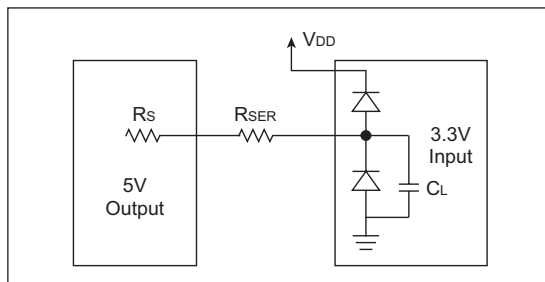 VDD
RS
RSER
3.3V
Input
5V
Output
CL